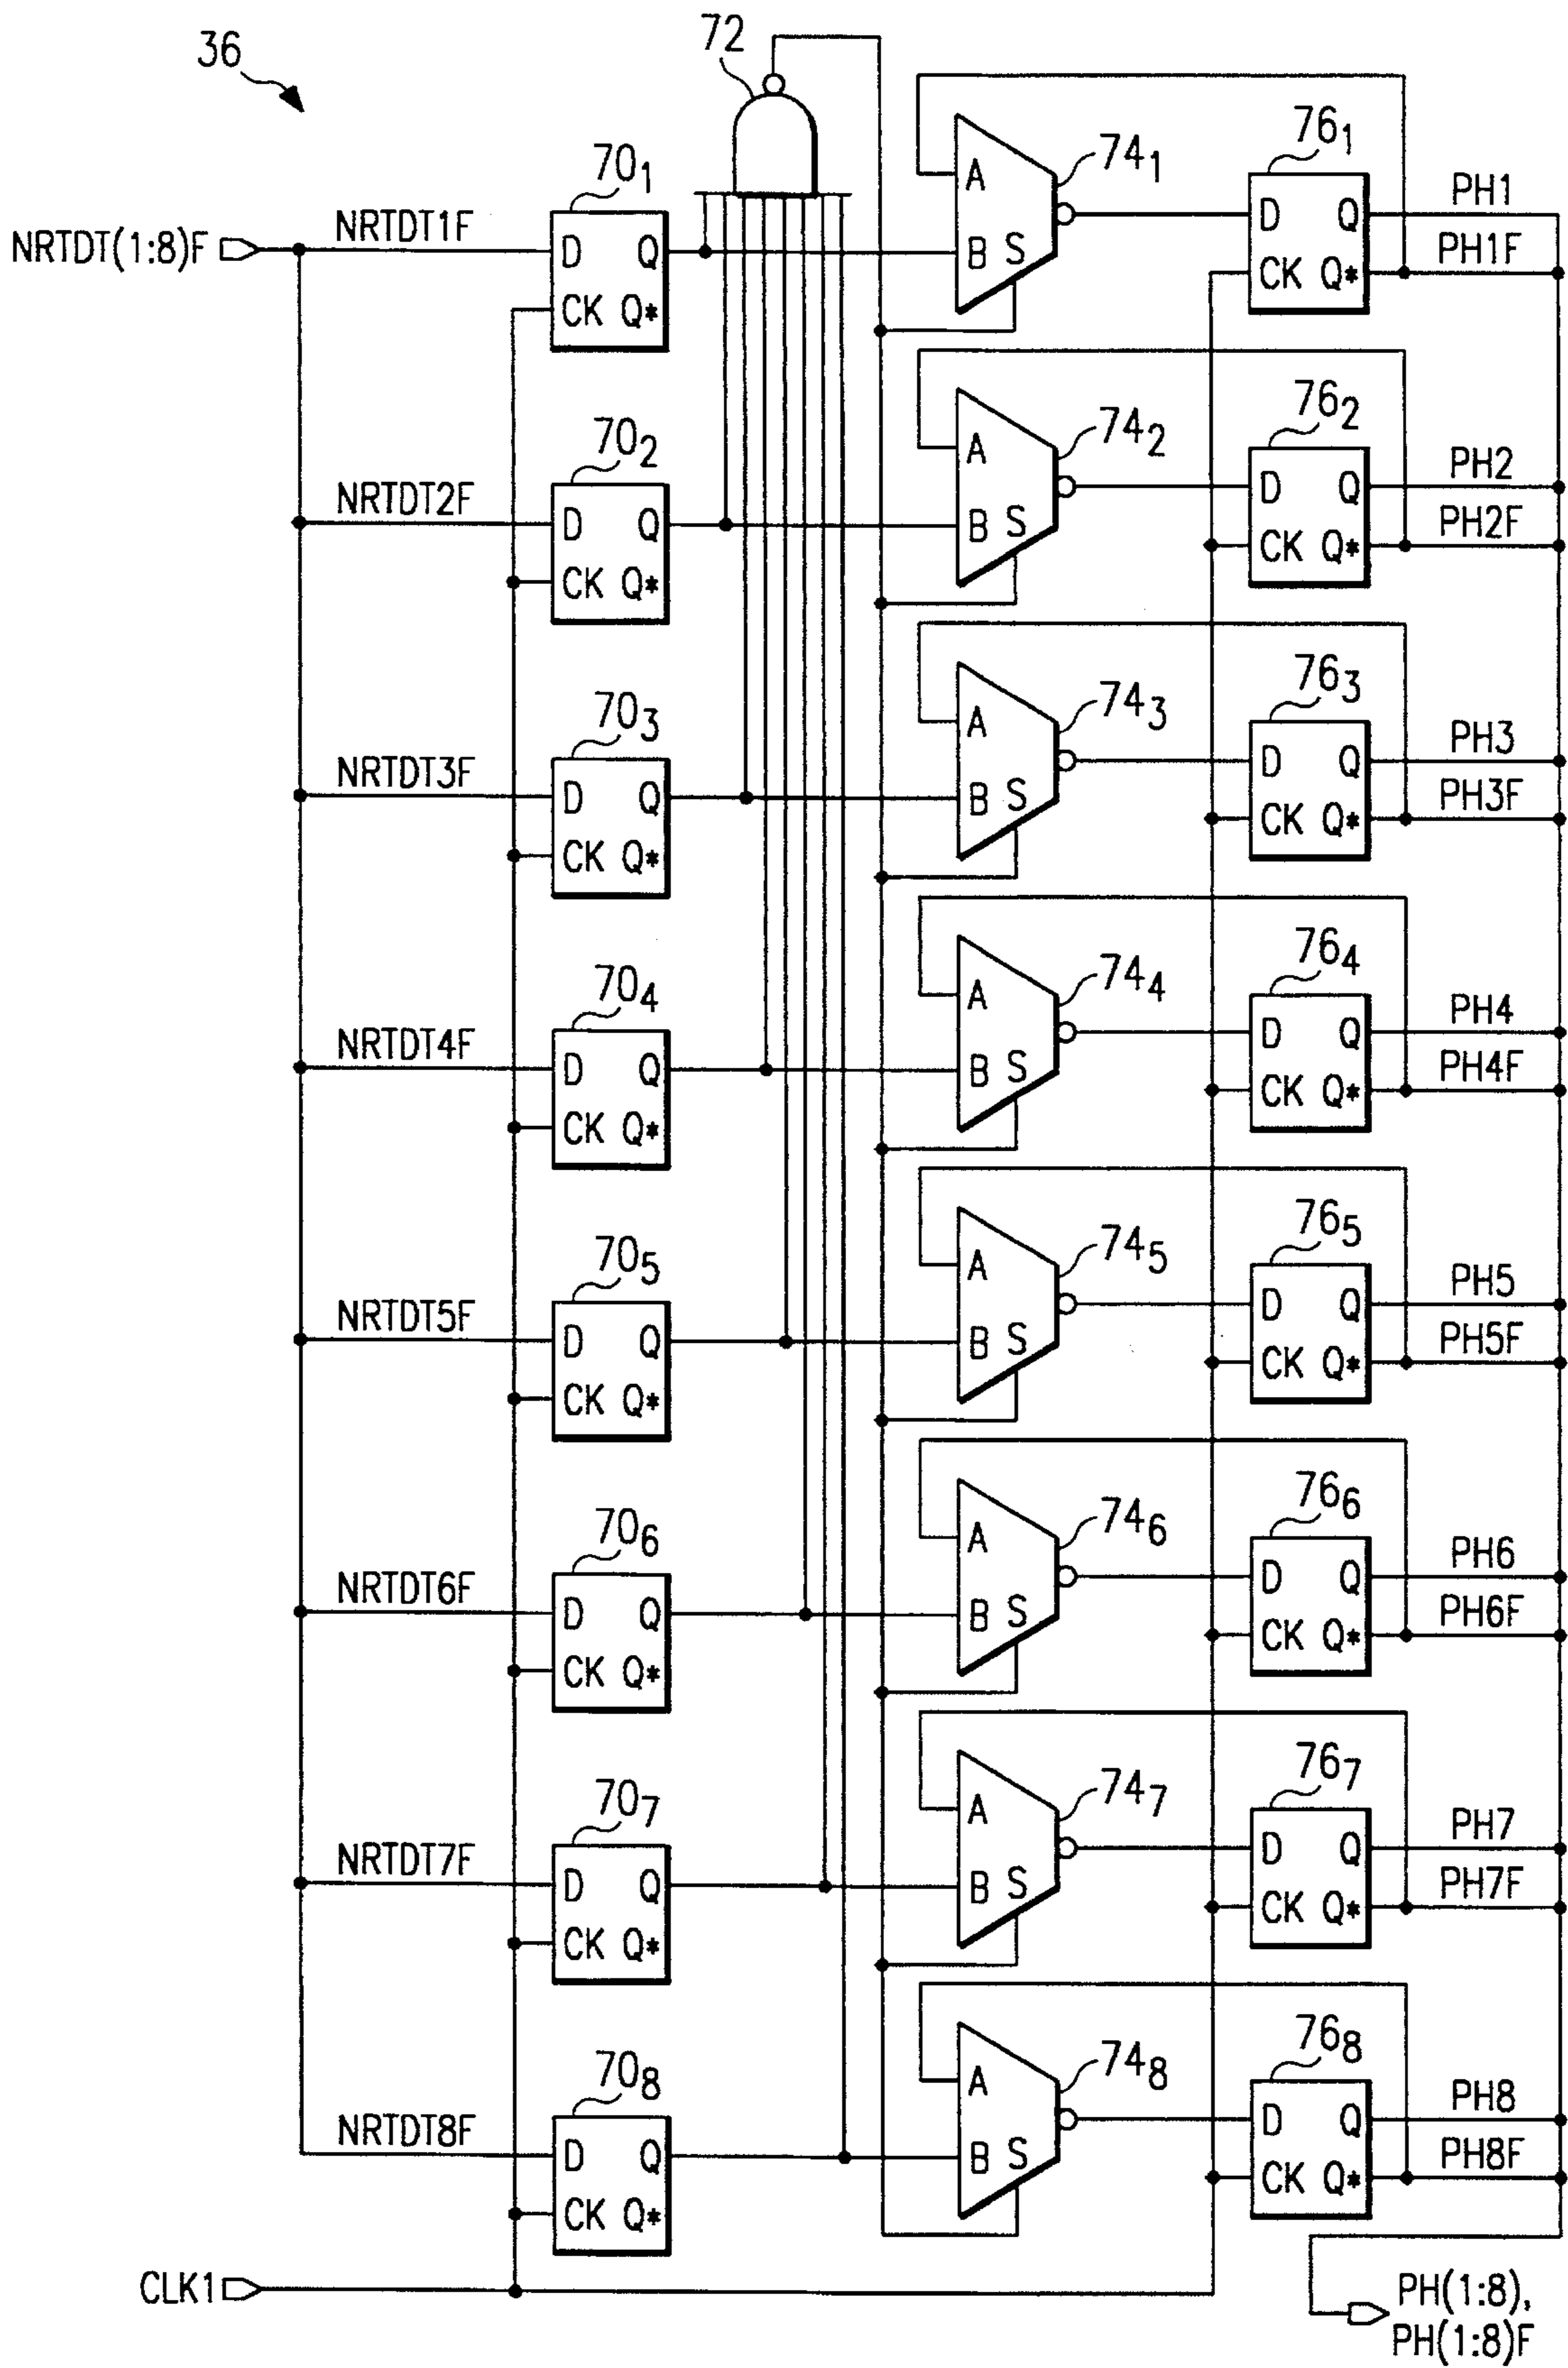 36
72
70₁
74₁
76₁
NRTDT(1:8)F
NRTDT1F
D Q
CK Q*
A
B S
D Q
CK Q*
PH1
PH1F
70₂
74₂
76₂
NRTDT2F
D Q
CK Q*
A
B S
D Q
CK Q*
PH2
PH2F
70₃
74₃
76₃
NRTDT3F
D Q
CK Q*
A
B S
D Q
CK Q*
PH3
PH3F
70₄
74₄
76₄
NRTDT4F
D Q
CK Q*
A
B S
D Q
CK Q*
PH4
PH4F
70₅
74₅
76₅
NRTDT5F
D Q
CK Q*
A
B S
D Q
CK Q*
PH5
PH5F
70₆
74₆
76₆
NRTDT6F
D Q
CK Q*
A
B S
D Q
CK Q*
PH6
PH6F
70₇
74₇
76₇
NRTDT7F
D Q
CK Q*
A
B S
D Q
CK Q*
PH7
PH7F
70₈
74₈
76₈
NRTDT8F
D Q
CK Q*
A
B S
D Q
CK Q*
PH8
PH8F
CLK1
PH(1:8),
PH(1:8)F